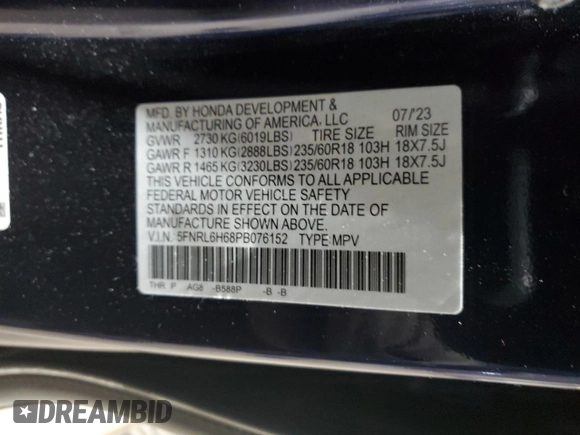 MFD. BY HONDA DEVELOPMENT &
MANUFACTURING OF AMERICA, LLC 07/'23
GVWR 2730 KG(6019LBS) TIRE SIZE RIM SIZE
GAWR F 1310 KG(2888LBS) 235/60R18 103H 18X7.5J
GAWR R 1465 KG(3230LBS) 235/60R18 103H 18X7.5J
THIS VEHICLE CONFORMS TO ALL APPLICABLE
FEDERAL MOTOR VEHICLE SAFETY
STANDARDS IN EFFECT ON THE DATE OF
MANUFACTURE SHOWN ABOVE.
V.I.N. 5FNRL6H68PB076152 TYPE:MPV
THR P AG8 -B588P -B -B
DREAMBID